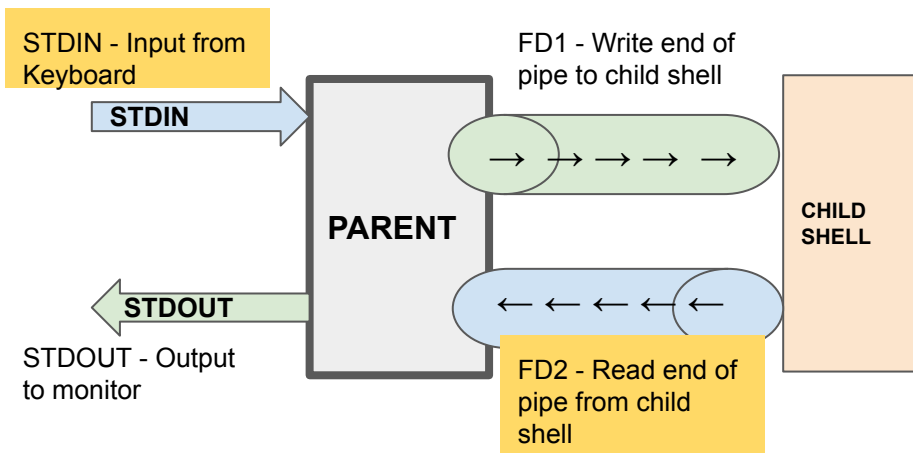 STDIN - Input from
Keyboard
FD1 - Write end of
pipe to child shell
STDIN
PARENT
CHILD
SHELL
STDOUT
STDOUT - Output
to monitor
FD2 - Read end of
pipe from child
shell